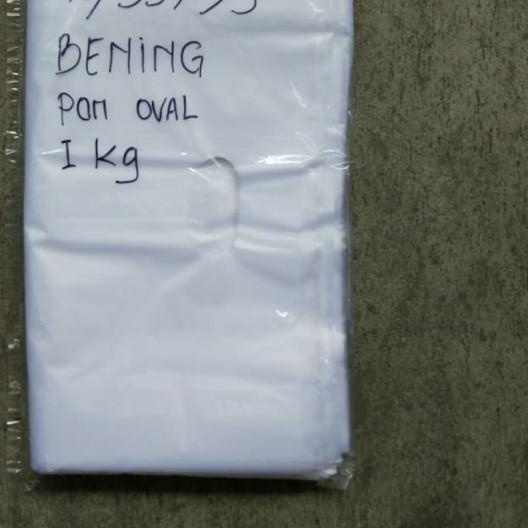 BENING
PON OVAL
1 kg